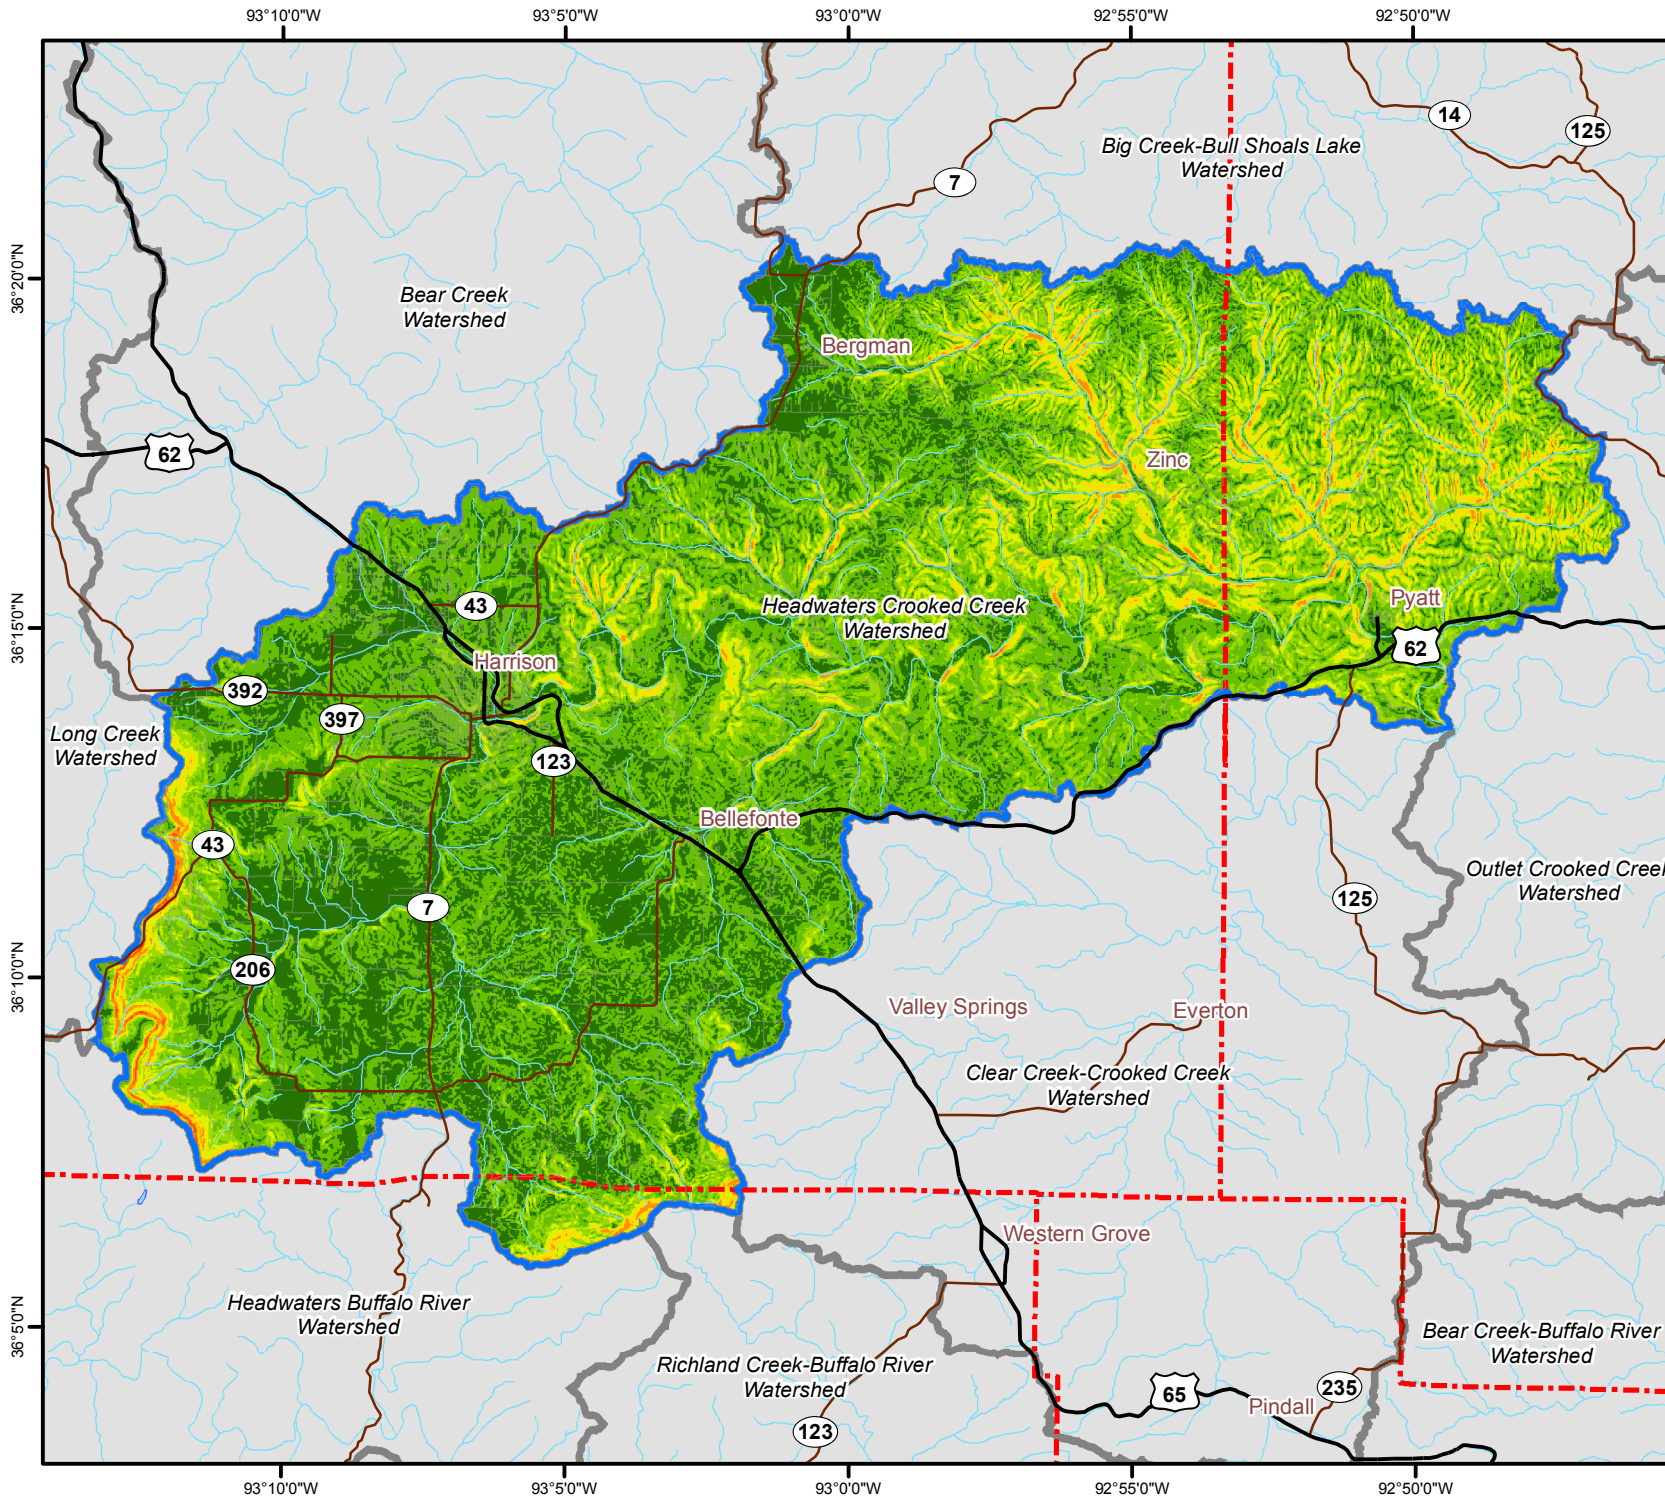 93°10'0"W
93°5'0"W
93°0'0"W
92°55'0"W
92°50'0"W
14
125
Big Creek-Bull Shoals Lake
Watershed
7
36°20'0"N
Bear Creek
Watershed
Bergman
62
Zinc
43
Headwaters Crooked Creek
Watershed
Pyatt
36°15'0"N
62
Harrison
392
397
Long Creek
Watershed
123
Bellefonte
43
Outlet Crooked Creek
Watershed
125
7
206
36°10'0"N
Valley Springs
Everton
Clear Creek-Crooked Creek
Watershed
Western Grove
Headwaters Buffalo River
Watershed
36°5'0"N
Bear Creek-Buffalo River
Watershed
Richland Creek-Buffalo River
Watershed
65
235
Pindall
123
93°10'0"W
93°5'0"W
93°0'0"W
92°55'0"W
92°50'0"W